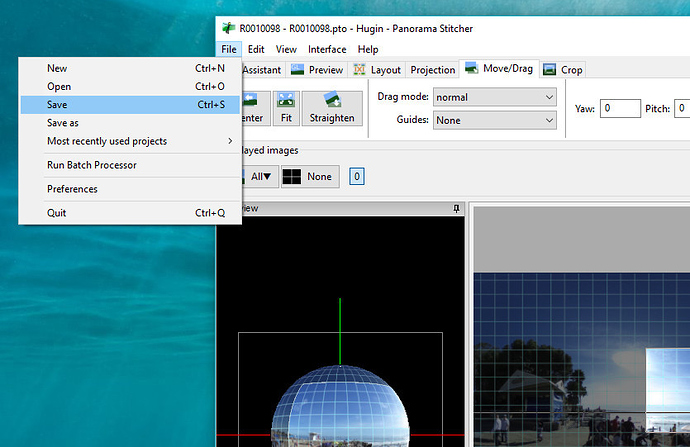 R0010098 - R0010098.pto - Hugin - Panorama Stitcher
File Edit View Interface Help
New Ctrl+N
Open Ctrl+O
Save Ctrl+S
Save as
Most recently used projects
Run Batch Processor
Preferences
Quit Ctrl+Q
Assistant Preview Layout Projection Move/Drag Crop
enter Fit Straighten
Drag mode: normal
Guides: None
Yaw: 0 Pitch: 0
layed images
All None 0
iew